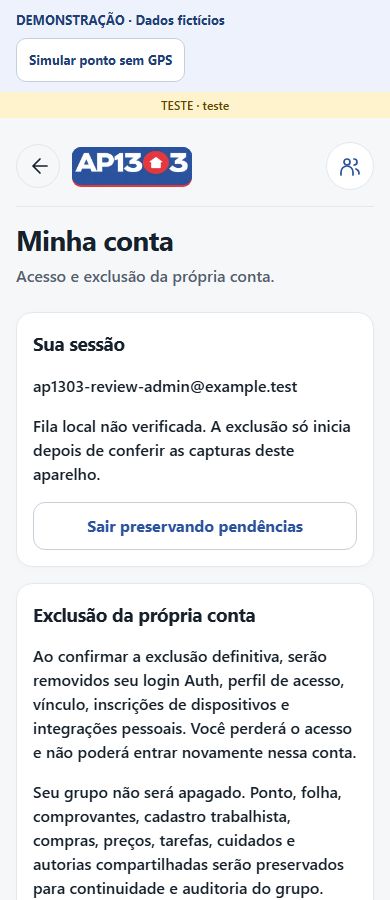 DEMONSTRAÇÃO · Dados fictícios
Simular ponto sem GPS
TESTE · teste
AP1303
Minha conta
Acesso e exclusão da própria conta.
Sua sessão
ap1303-review-admin@example.test
Fila local não verificada. A exclusão só inicia
depois de conferir as capturas deste
aparelho.
Sair preservando pendências
Exclusão da própria conta
Ao confirmar a exclusão definitiva, serão
removidos seu login Auth, perfil de acesso,
vínculo, inscrições de dispositivos e
integrações pessoais. Você perderá o acesso
e não poderá entrar novamente nessa conta.
Seu grupo não será apagado. Ponto, folha,
comprovantes, cadastro trabalhista,
compras, preços, tarefas, cuidados e
autorias compartilhadas serão preservados
para continuidade e auditoria do grupo.